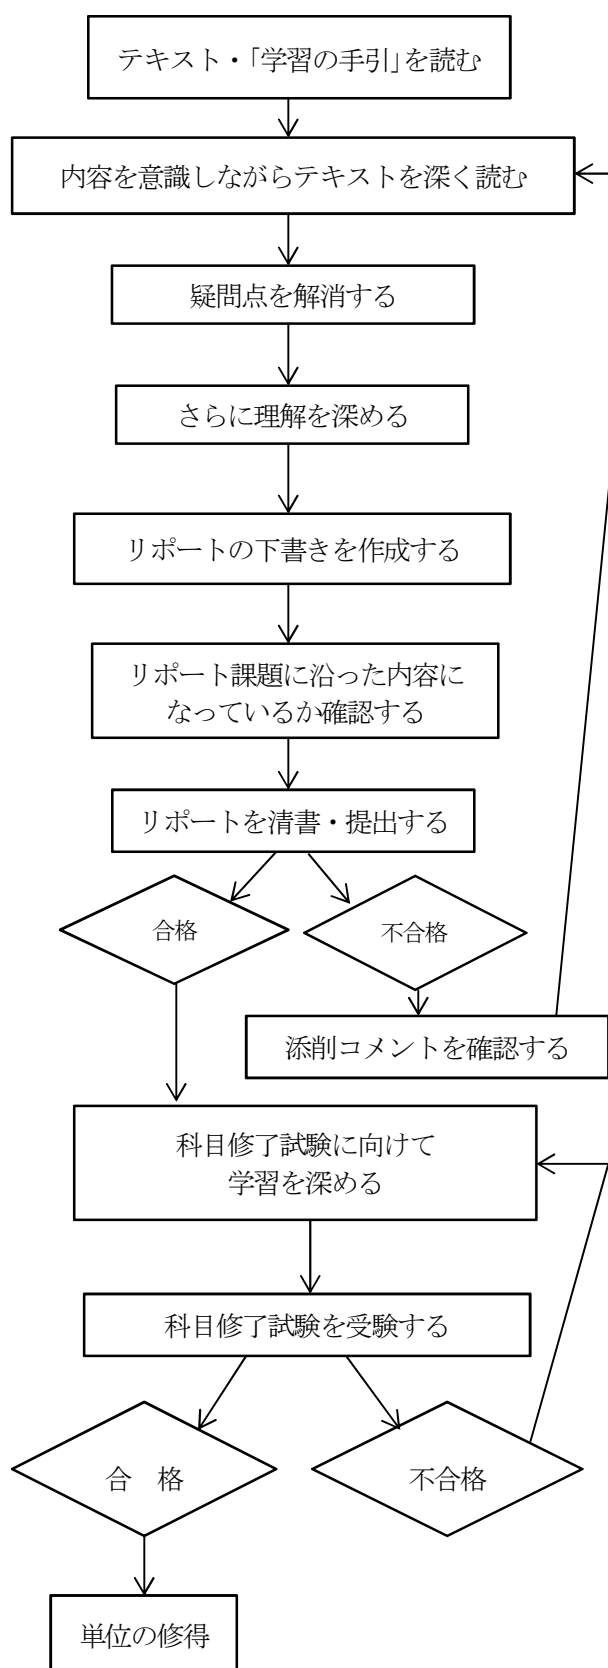 テキスト・「学習の手引」を読む
内容を意識しながらテキストを深く読む
疑問点を解消する
さらに理解を深める
リポートの下書きを作成する
リポート課題に沿った内容に
なっているか確認する
リポートを清書・提出する
合格
不合格
添削コメントを確認する
科目修了試験に向けて
学習を深める
科目修了試験を受験する
合　格
不合格
単位の修得